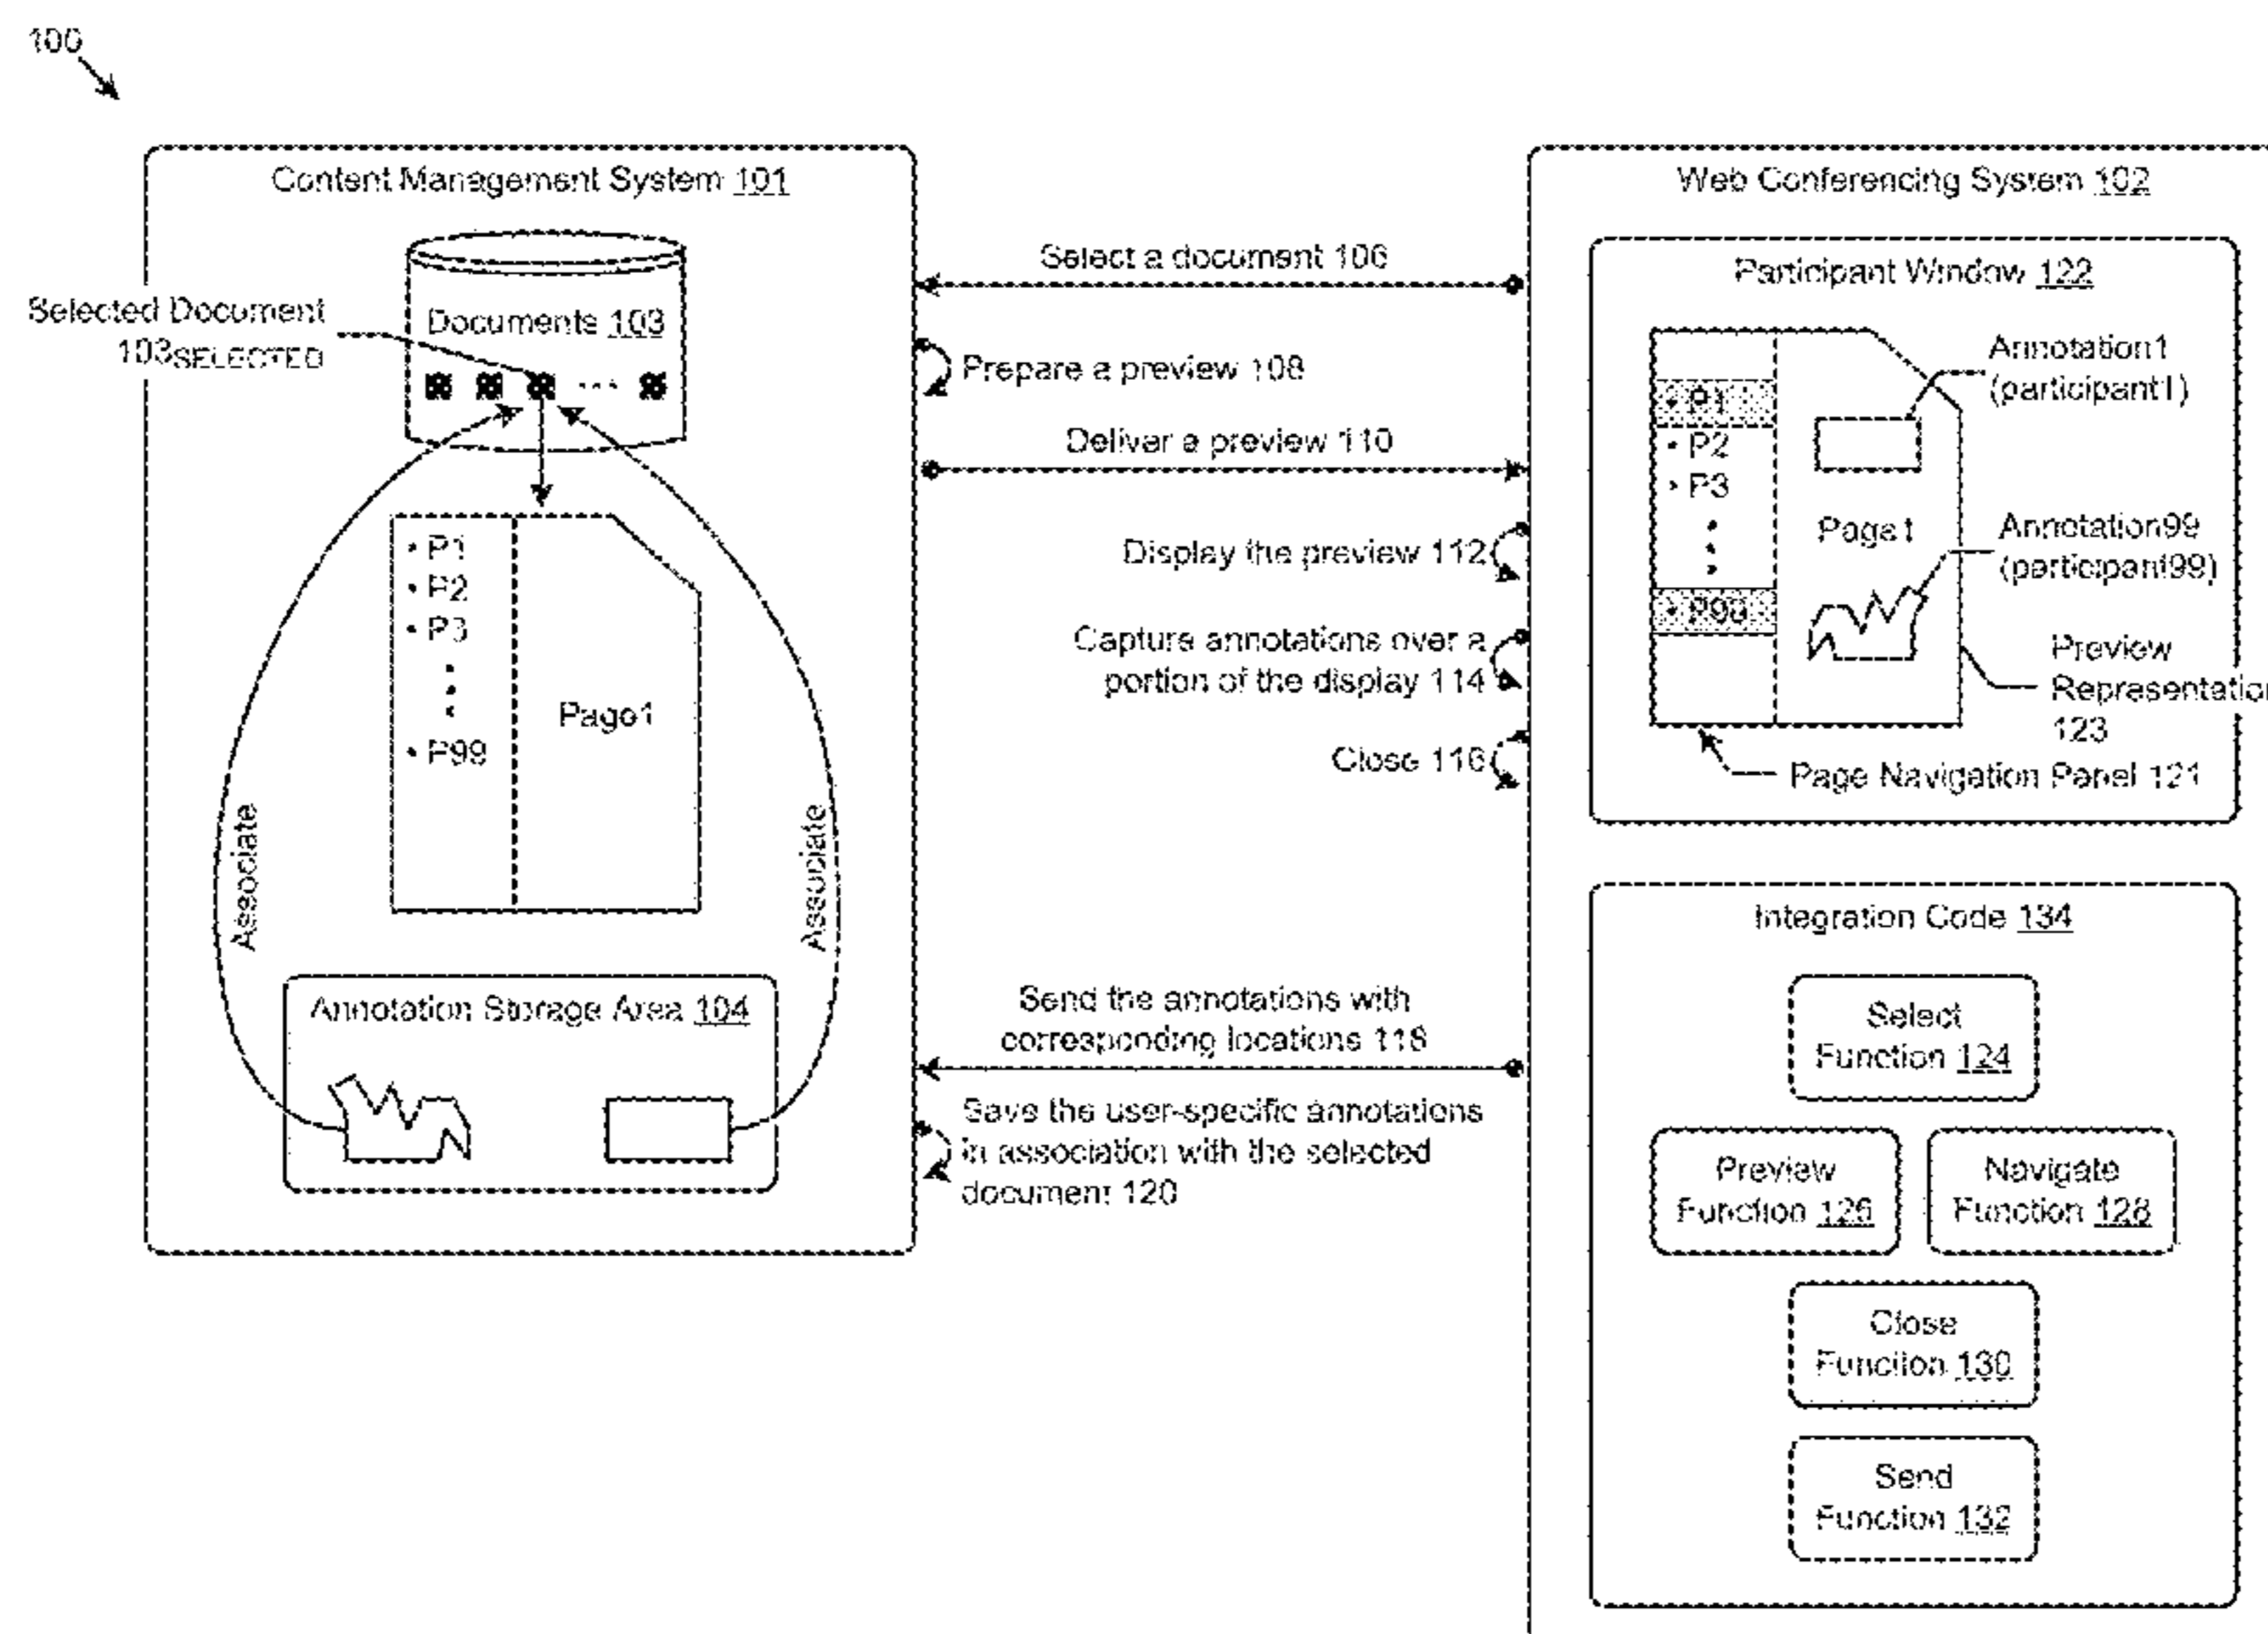 100
Content Management System 101
Documents 103
Selected Document
103SELECTED
...
• P1
• P2
• P3
• P99
Page1
Associate
Associate
Annotation Storage Area 104
Select a document 106
Prepare a preview 108
Deliver a preview 110
Display the preview 112
Capture annotations over a
portion of the display 114
Close 116
Send the annotations with
corresponding locations 118
Save the user-specific annotations
in association with the selected
document 120
Web Conferencing System 102
Participant Window 122
• P1
• P2
• P3
• P99
Page1
Annotation1
(participant1)
Annotation99
(participant99)
Preview
Representation
123
Page Navigation Panel 121
Integration Code 134
Select
Function 124
Preview
Function 126
Navigate
Function 128
Close
Function 130
Send
Function 132